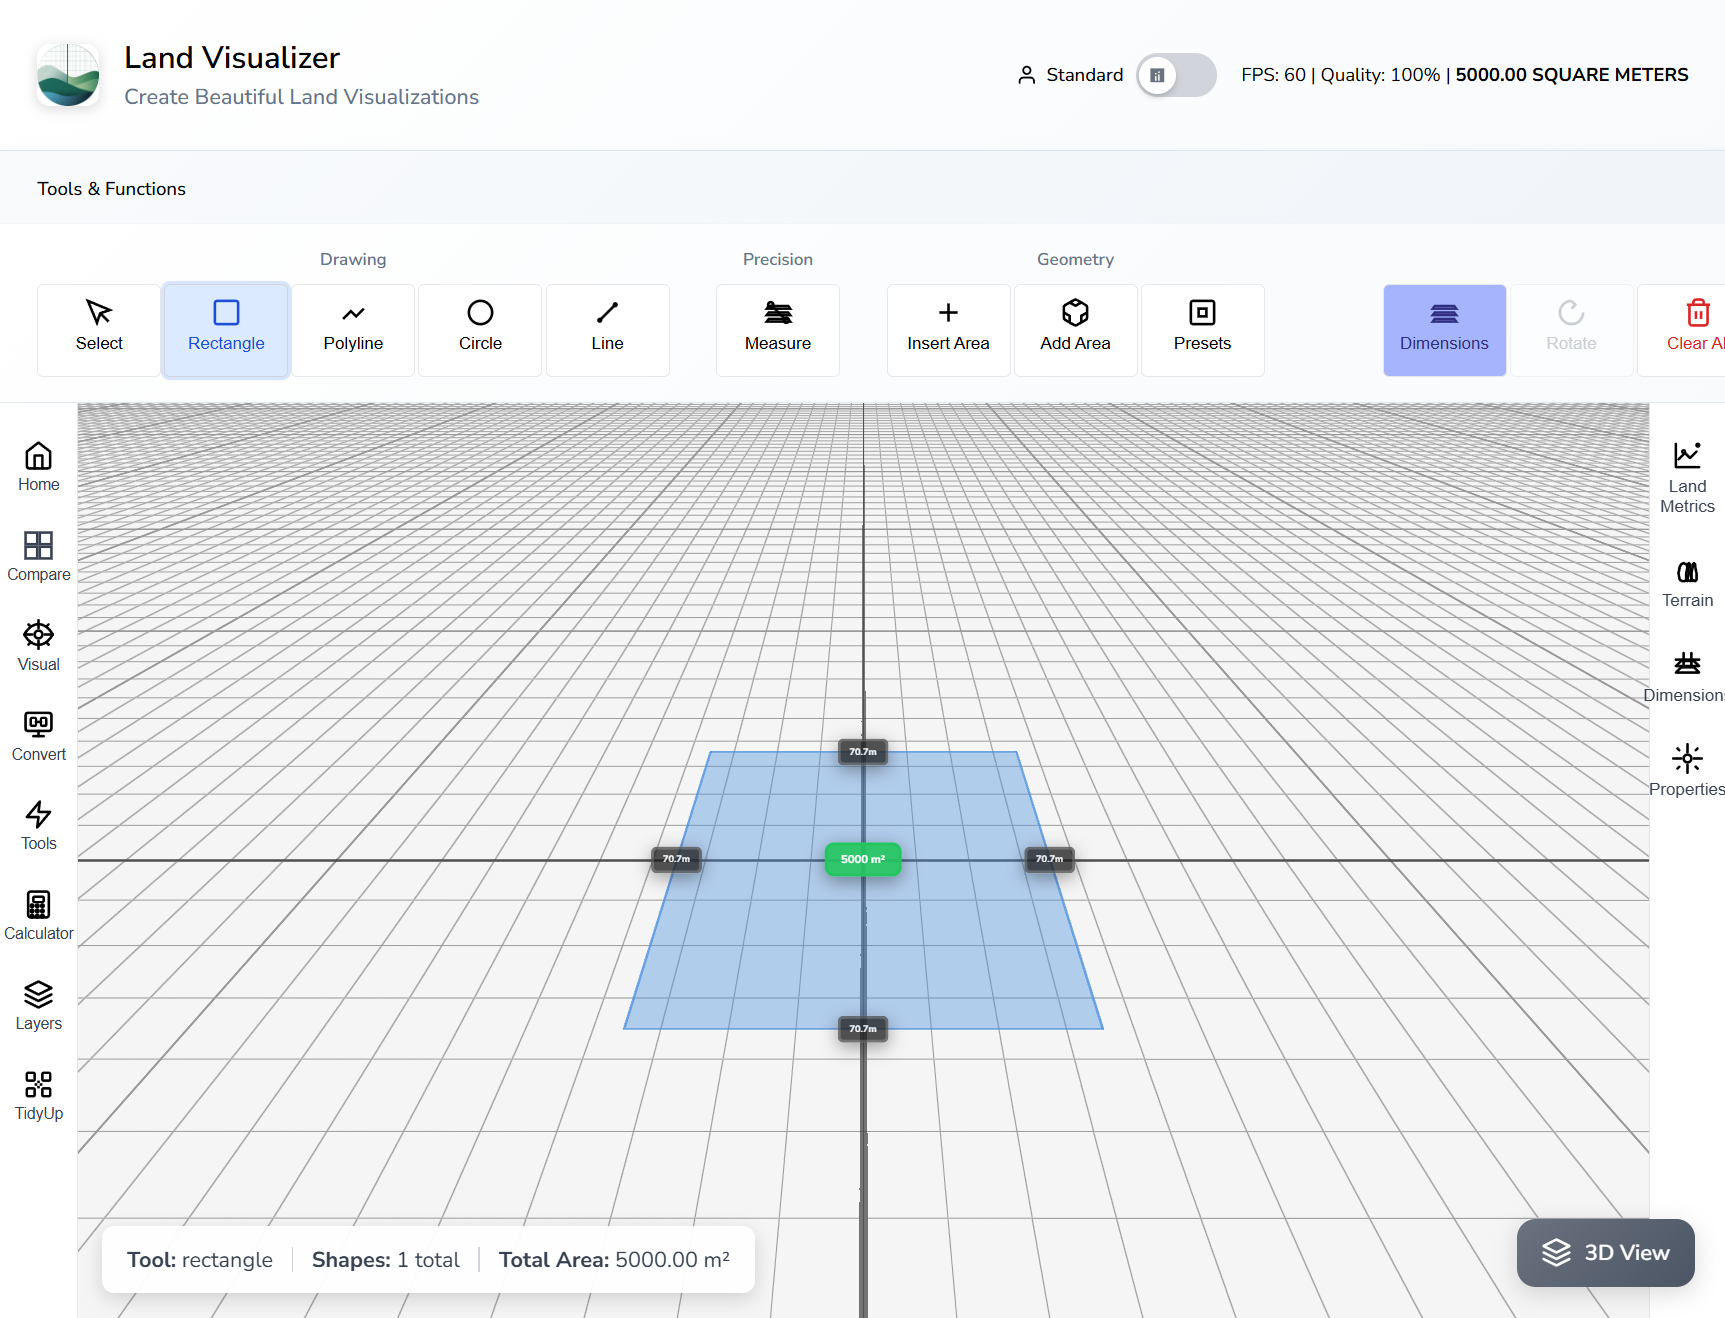 Land Visualizer
Create Beautiful Land Visualizations
Standard
FPS: 60 | Quality: 100% | 5000.00 SQUARE METERS
Tools & Functions
Drawing
Precision
Geometry
Select
Rectangle
Polyline
Circle
Line
Measure
Insert Area
Add Area
Presets
Dimensions
Rotate
Clear Al
Home
Compare
Visual
Convert
Tools
Calculator
Layers
TidyUp
70.7m
70.7m
5000 m²
70.7m
70.7m
Land
Metrics
Terrain
Dimensions
Properties
Tool: rectangle
Shapes: 1 total
Total Area: 5000.00 m²
3D View